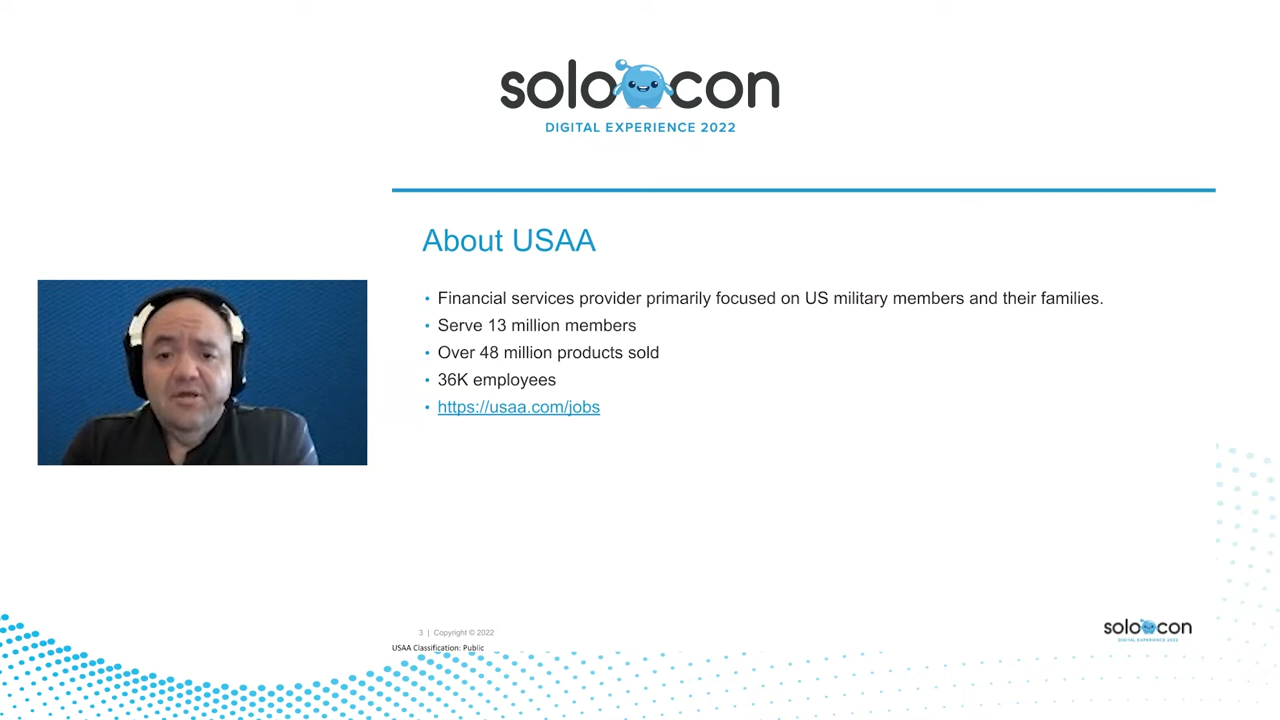 solo con
DIGITAL EXPERIENCE 2022
About USAA
• Financial services provider primarily focused on US military members and their families.
• Serve 13 million members
• Over 48 million products sold
• 36K employees
• https://usaa.com/jobs
3 | Copyright © 2022
USAA Classification: Public
solo con
DIGITAL EXPERIENCE 2022